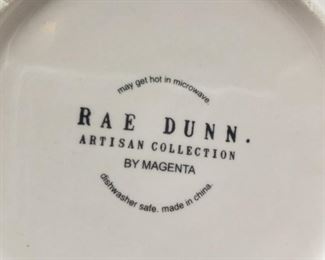 may get hot in microwave.
RAE DUNN.
ARTISAN COLLECTION
BY MAGENTA
dishwasher safe. made in china.